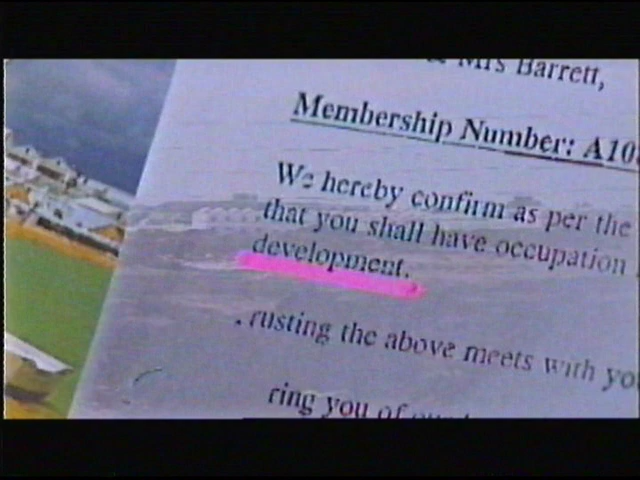 & Mrs Barrett,
Membership Number: A10
We hereby confirm as per the
that you shall have occupation
development.
rusting the above meets with yo
ring you of